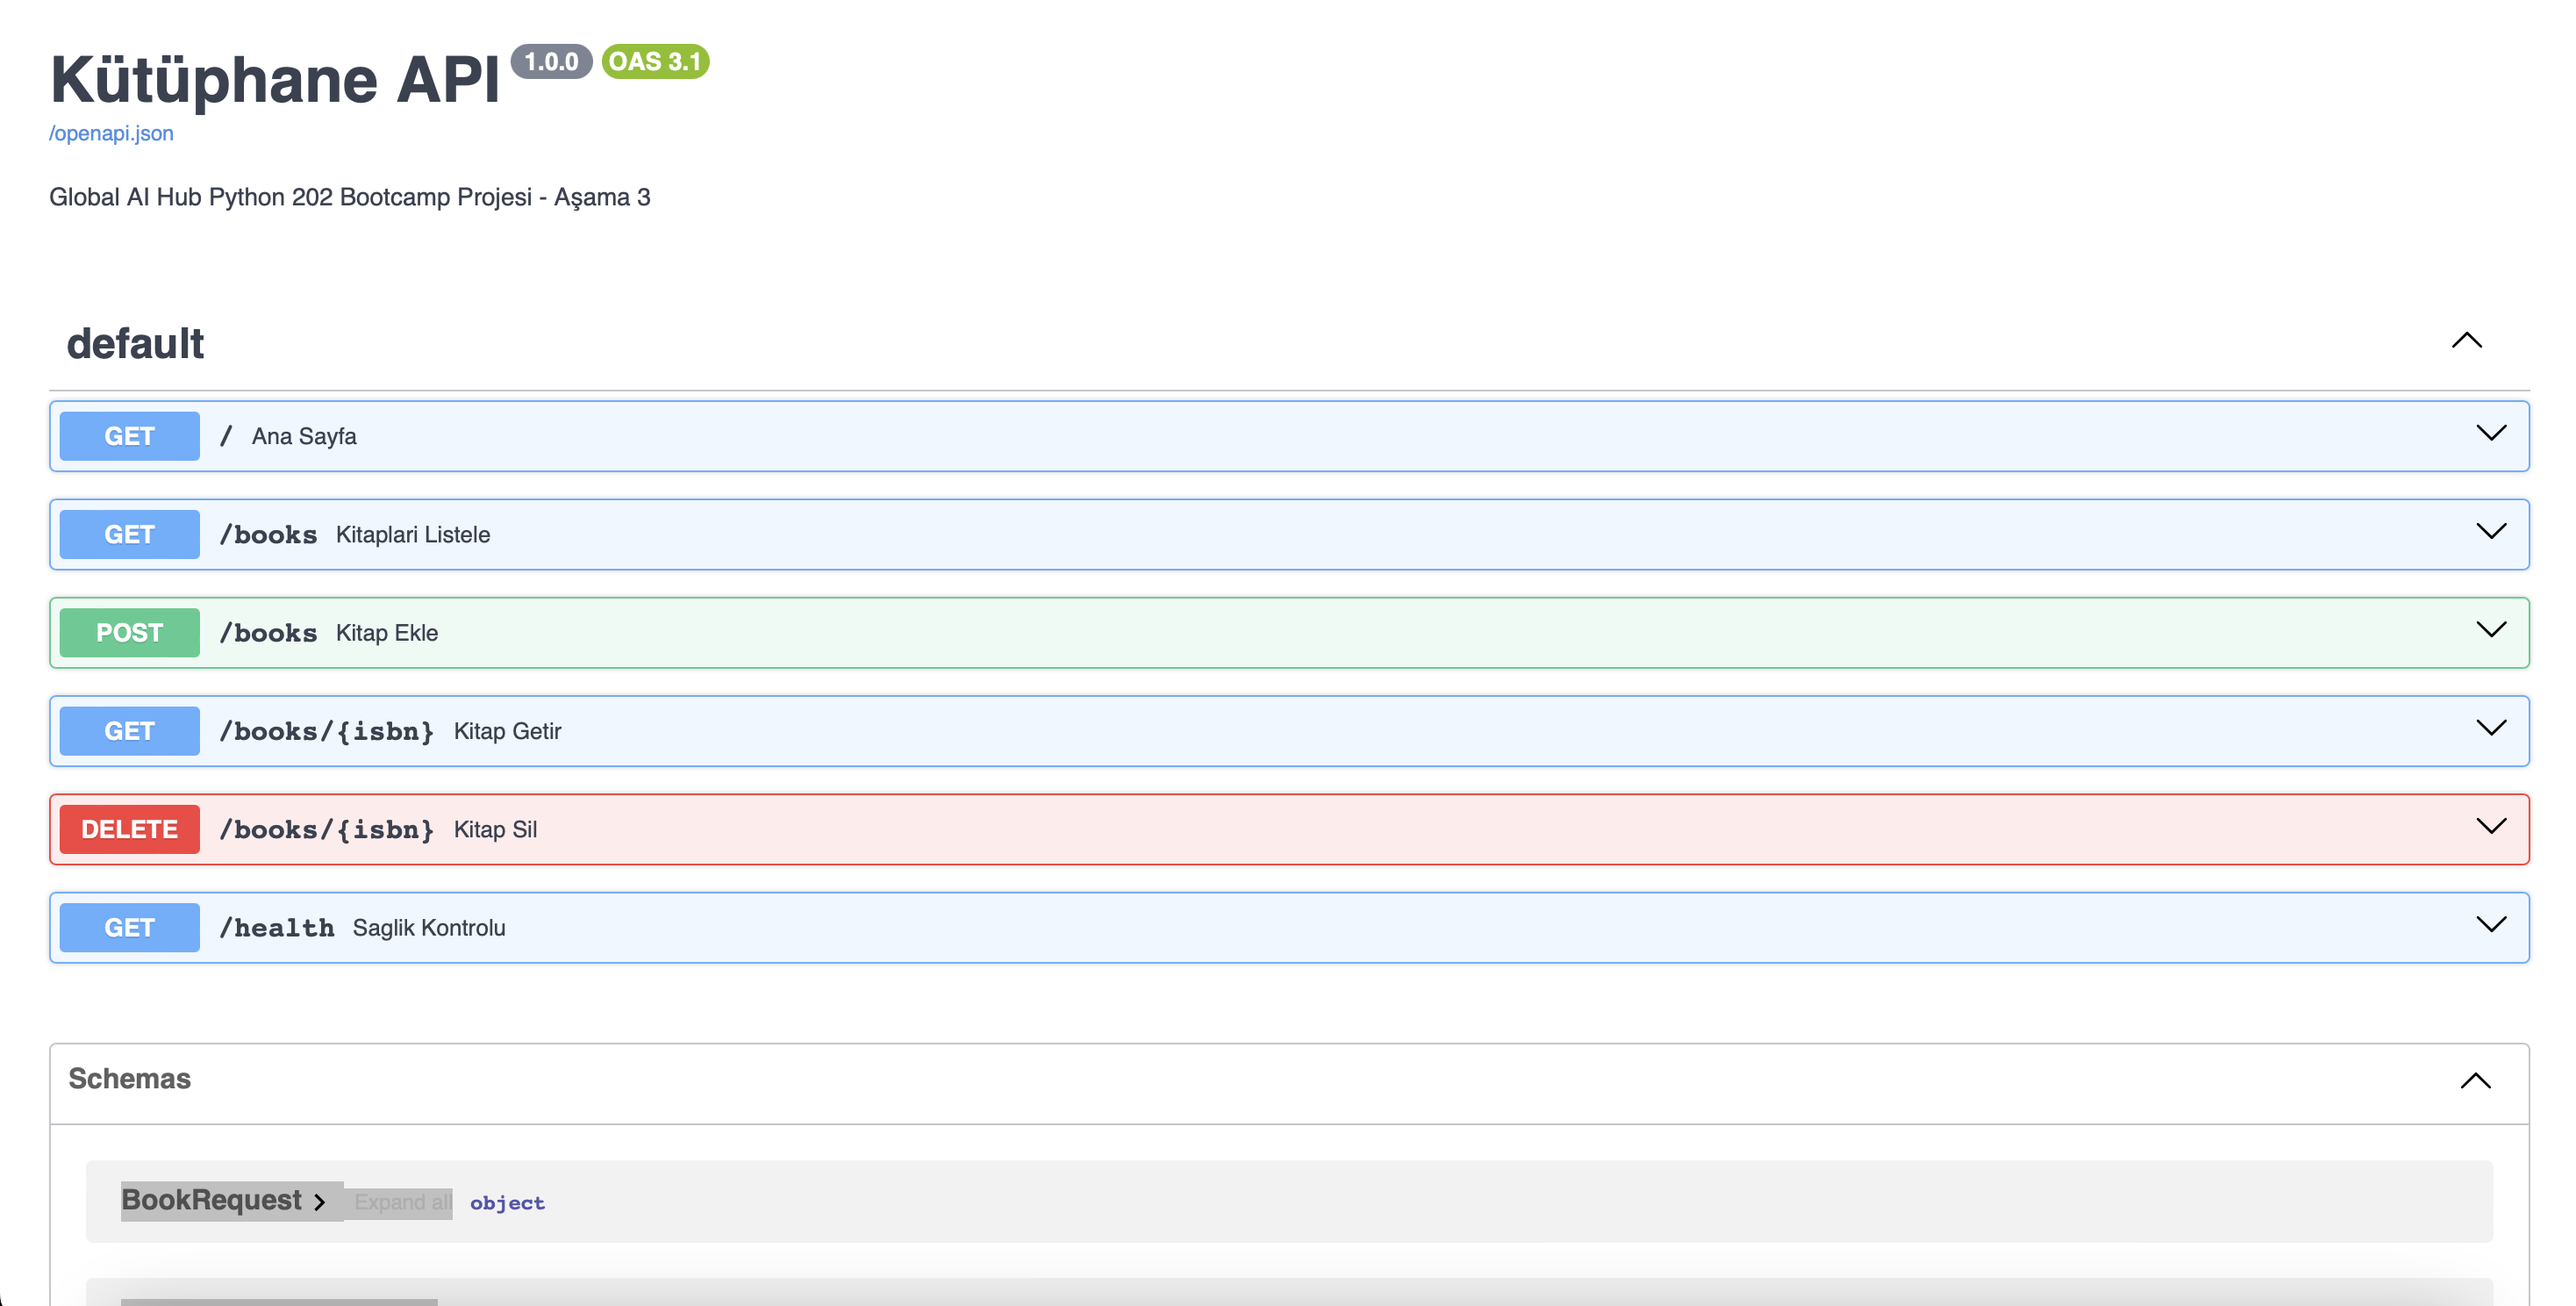 Kütüphane API 1.0.0 OAS 3.1
/openapi.json
Global AI Hub Python 202 Bootcamp Projesi - Aşama 3
default
GET / Ana Sayfa
GET /books Kitaplari Listele
POST /books Kitap Ekle
GET /books/{isbn} Kitap Getir
DELETE /books/{isbn} Kitap Sil
GET /health Saglik Kontrolu
Schemas
BookRequest Expand all object